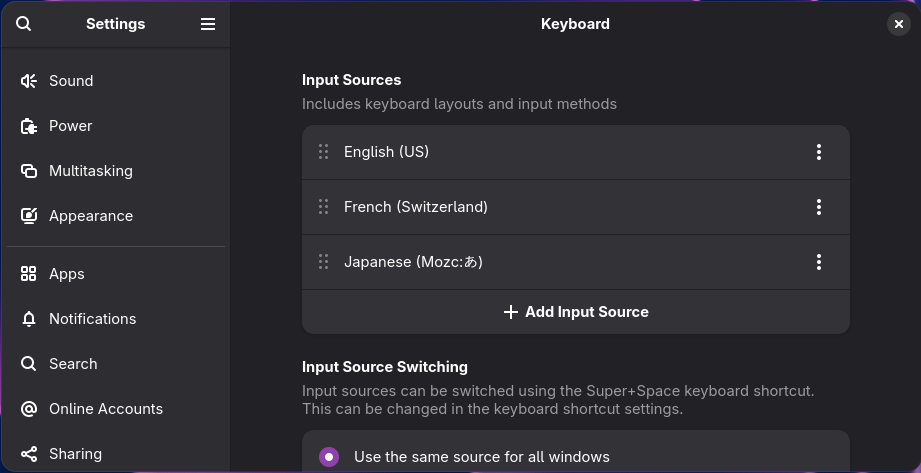 Settings
Sound
Power
Multitasking
Appearance
Apps
Notifications
Search
Online Accounts
Sharing
Keyboard
Input Sources
Includes keyboard layouts and input methods
English (US)
French (Switzerland)
Japanese (Mozc:あ)
Add Input Source
Input Source Switching
Input sources can be switched using the Super+Space keyboard shortcut.
This can be changed in the keyboard shortcut settings.
Use the same source for all windows